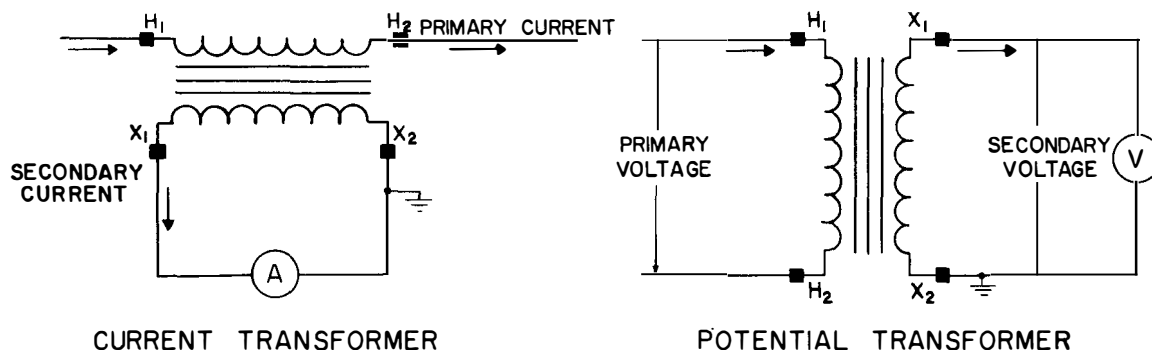 H₁
H₂
PRIMARY CURRENT
X₁
X₂
SECONDARY
CURRENT
A
CURRENT TRANSFORMER
H₁
X₁
PRIMARY
VOLTAGE
SECONDARY
VOLTAGE
V
H₂
X₂
POTENTIAL TRANSFORMER